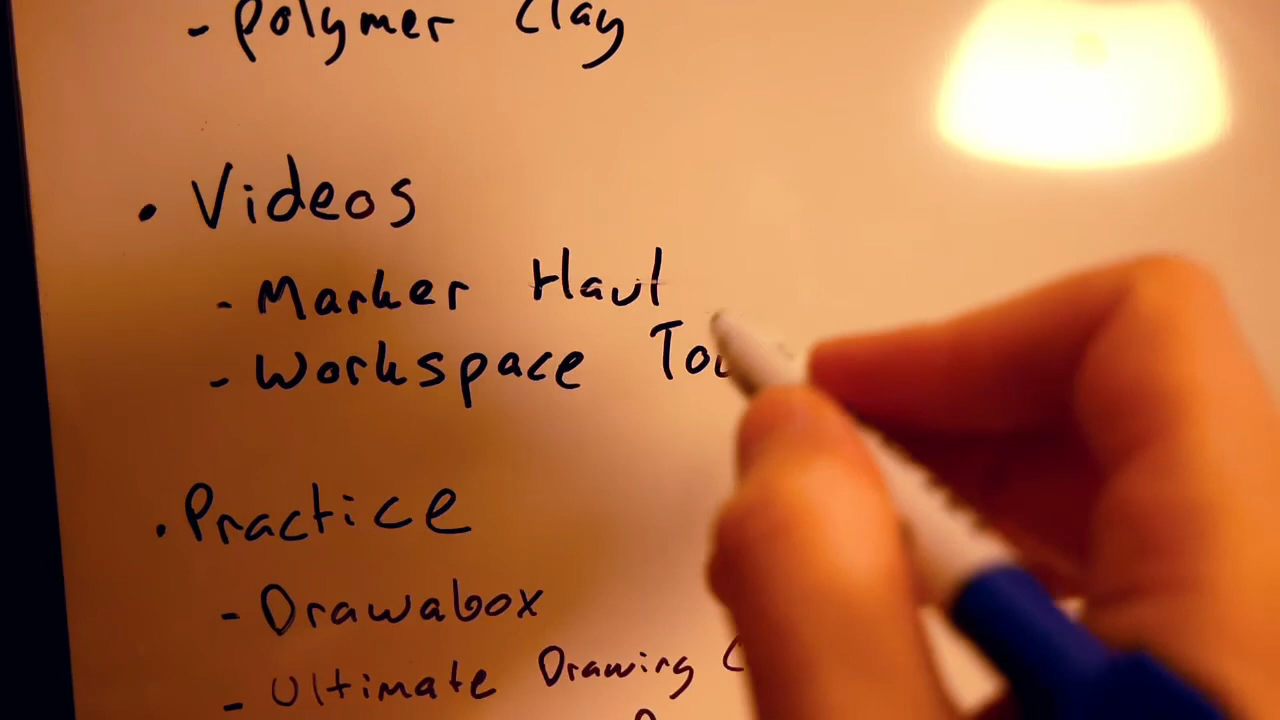 - Polymer Clay
• Videos
- Marker Haul
- Workspace
• Practice
- Drawabox
- Ultimate Drawing